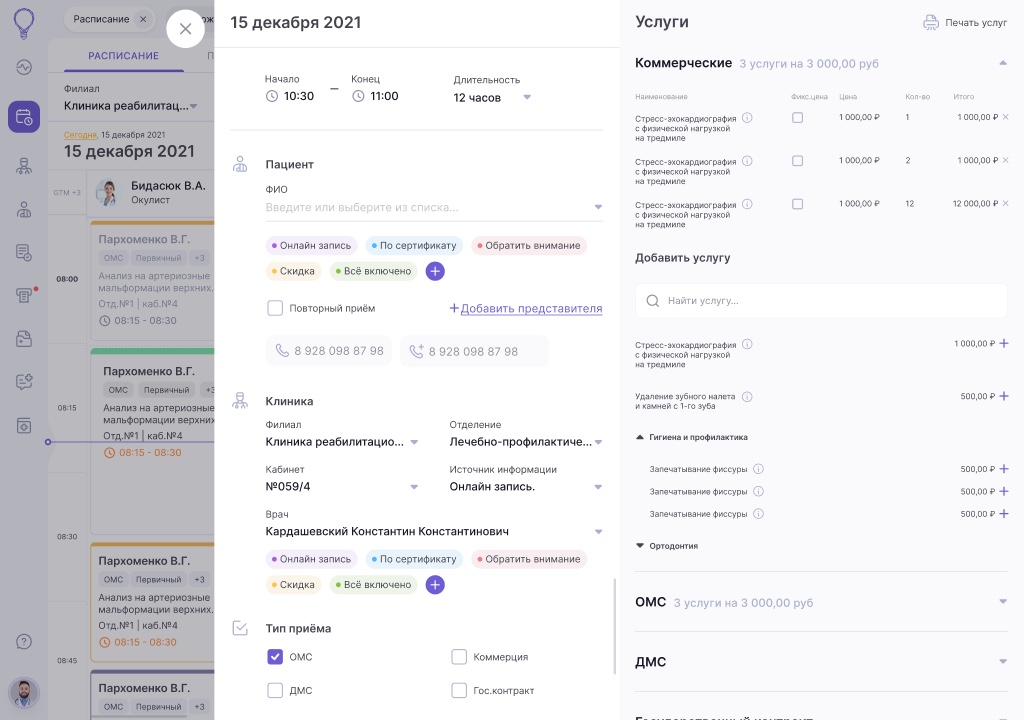 Расписание
РАСПИСАНИЕ
П
Филиал
Клиника реабилитац...
Сегодня, 15 декабря 2021
15 декабря 2021
GTM +3
Бидасюк В.А.
Окулист
08:00
Пархоменко В.Г.
ОМС
Первичный
+3
Анализ на артериозные
мальформации верхних.
Отд.№1 | каб.№4
08:15 - 08:30
08:15
Пархоменко В.Г.
ОМС
Первичный
+3
Анализ на артериозные
мальформации верхних
Отд.№1 | каб.№4
08:15 - 08:30
08:30
Пархоменко В.Г.
ОМС
Первичный
+3
Анализ на артериозные
мальформации верхних.
Отд.№1 | каб.№4
08:15 - 08:30
08:45
Пархоменко В.Г.
ОМС
Первичный
+3
15 декабря 2021
Начало
10:30
–
Конец
11:00
Длительность
12 часов
Пациент
ФИО
Введите или выберите из списка...
Онлайн запись
По сертификату
Обратить внимание
Скидка
Всё включено
Повторный приём
Добавить представителя
8 928 098 87 98
8 928 098 87 98
Клиника
Филиал
Клиника реабилитацио...
Отделение
Лечебно-профилактиче...
Кабинет
№059/4
Источник информации
Онлайн запись.
Врач
Кардашевский Константин Константинович
Онлайн запись
По сертификату
Обратить внимание
Скидка
Всё включено
Тип приёма
ОМС
Коммерция
ДМС
Гос.контракт
Услуги
Печать услуг
Коммерческие 3 услуги на 3 000,00 руб
Наименование Фикс.цена Цена Кол-во Итого
Стресс-эхокардиография
с физической нагрузкой
на тредмиле
1 000,00 ₽ 1 1 000,00 ₽
Стресс-эхокардиография
с физической нагрузкой
на тредмиле
1 000,00 ₽ 2 1 000,00 ₽
Стресс-эхокардиография
с физической нагрузкой
на тредмиле
1 000,00 ₽ 12 12 000,00 ₽
Добавить услугу
Найти услугу...
Стресс-эхокардиография
с физической нагрузкой
на тредмиле
1 000,00 ₽
Удаление зубного налета
и камней с 1-го зуба
500,00 ₽
Гигиена и профилактика
Запечатывание фиссуры 500,00 ₽
Запечатывание фиссуры 500,00 ₽
Запечатывание фиссуры 500,00 ₽
Ортодонтия
ОМС 3 услуги на 3 000,00 руб
ДМС